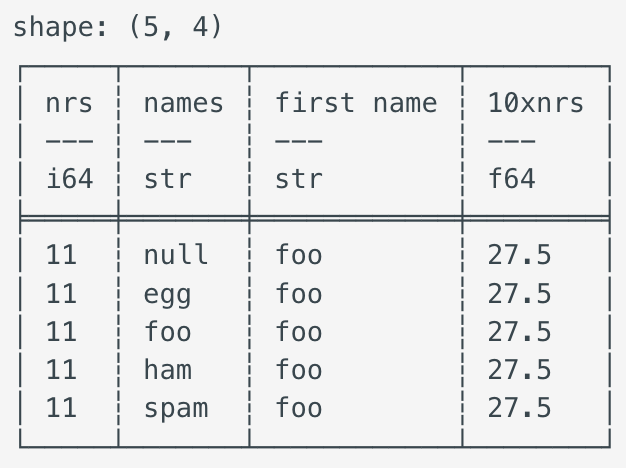 shape: (5, 4)
nrs names first name 10xnrs
--- --- --- ---
i64 str str f64
11 null foo 27.5
11 egg foo 27.5
11 foo foo 27.5
11 ham foo 27.5
11 spam foo 27.5